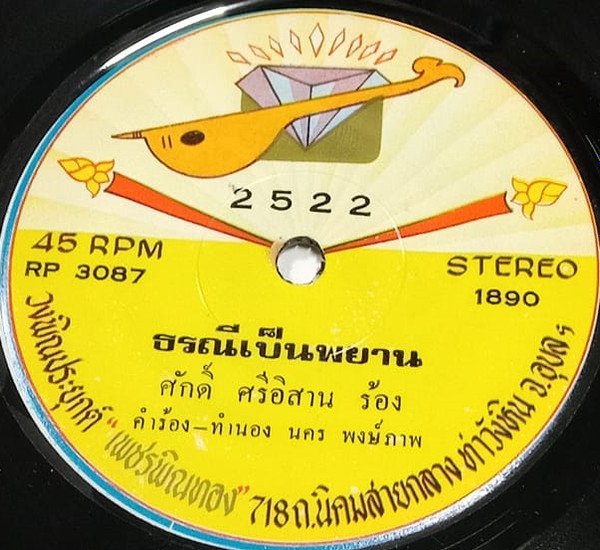 2522
45 RPM
STEREO
RP 3087
1890
ธรณีเป็นพยาน
ศักดิ์ ศรีอิสาน ร้อง
คำร้อง-ทำนอง นคร พงษ์ภาพ
วงพิณประยุกต์ "เพชรพิณทอง" 718 ถ.นิคมสายกลาง ท่าวังหิน จ.อุบลฯ